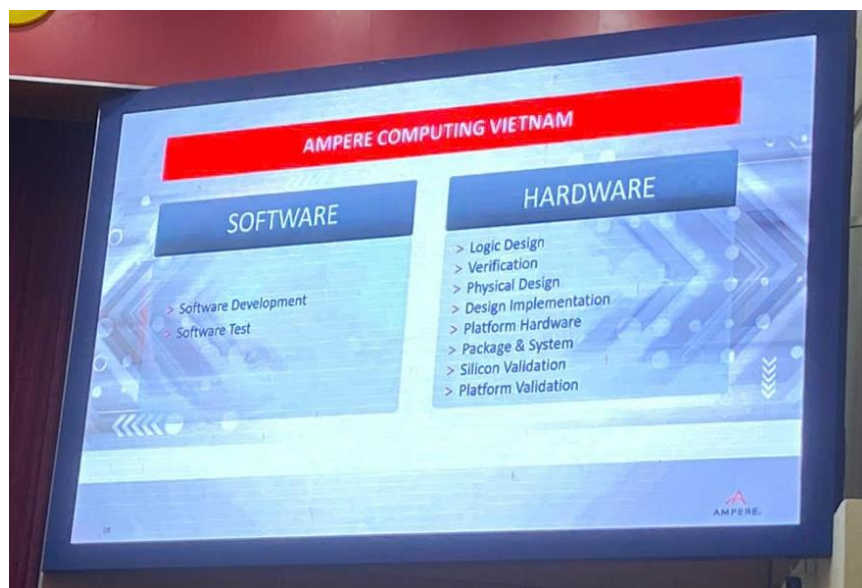 AMPERE COMPUTING VIETNAM
SOFTWARE
> Software Development
> Software Test
HARDWARE
> Logic Design
> Verification
> Physical Design
> Design Implementation
> Platform Hardware
> Package & System
> Silicon Validation
> Platform Validation
AMPERE.